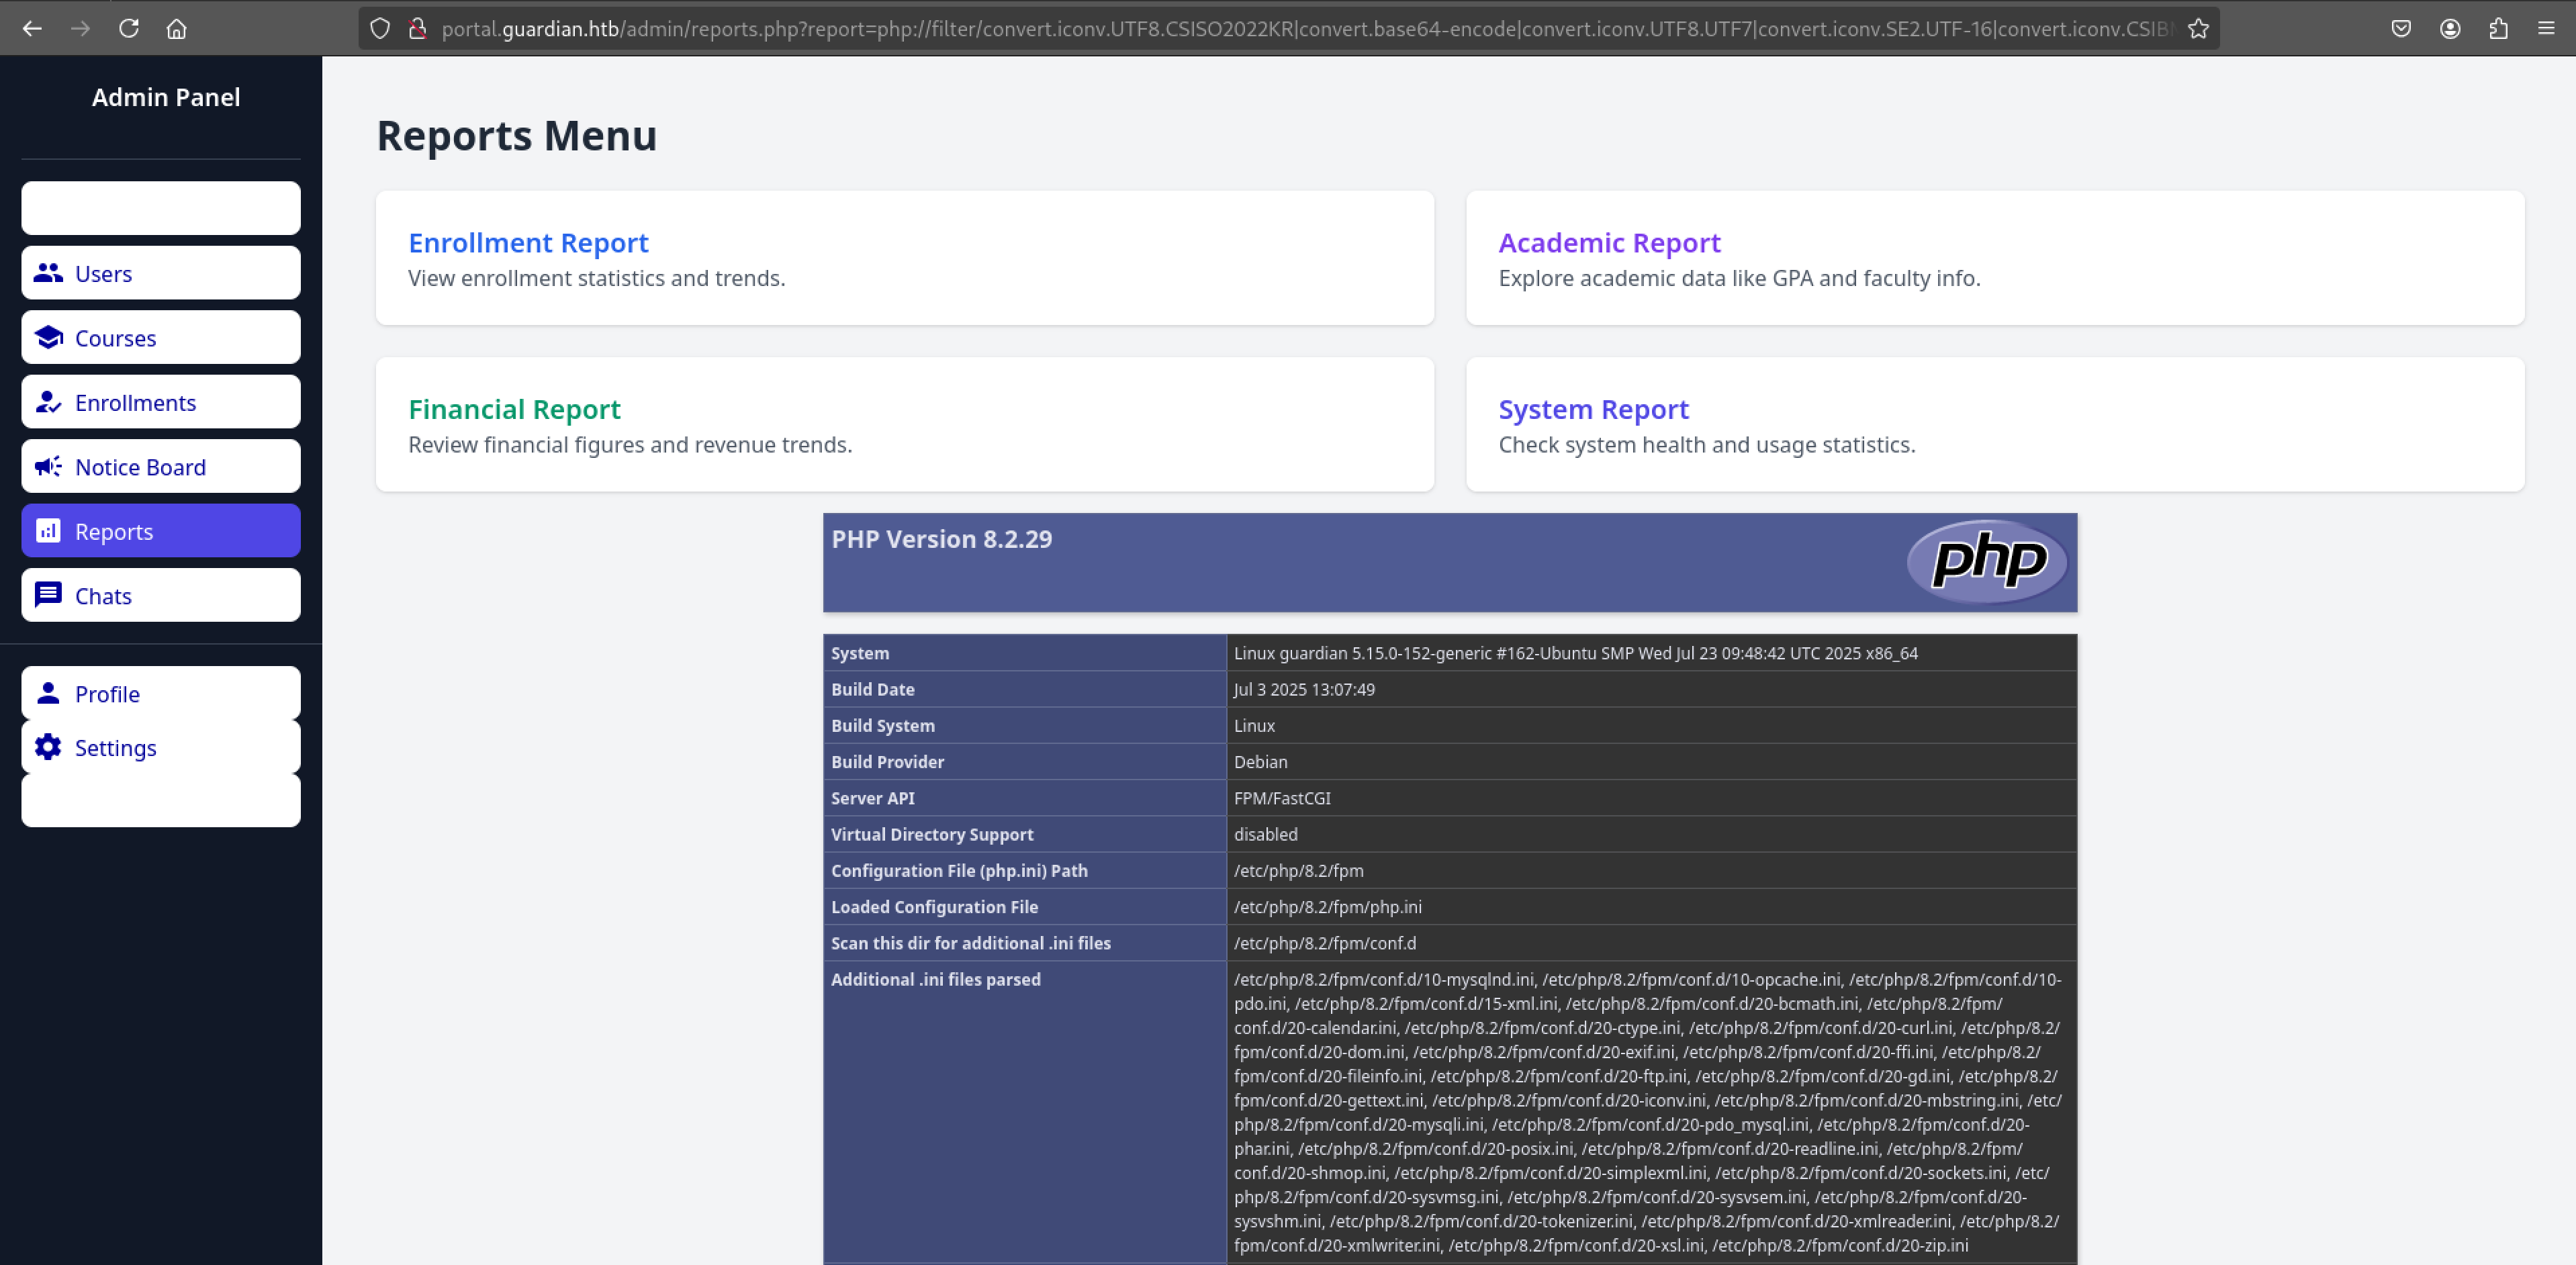 portal.guardian.htb/admin/reports.php?report=php://filter/convert.iconv.UTF8.CSISO2022KR|convert.base64-encode|convert.iconv.UTF8.UTF7|convert.iconv.SE2.UTF-16|convert.iconv.CSIBM
Admin Panel
Users
Courses
Enrollments
Notice Board
Reports
Chats
Profile
Settings
Reports Menu
Enrollment Report
View enrollment statistics and trends.
Academic Report
Explore academic data like GPA and faculty info.
Financial Report
Review financial figures and revenue trends.
System Report
Check system health and usage statistics.
PHP Version 8.2.29
php
System Linux guardian 5.15.0-152-generic #162-Ubuntu SMP Wed Jul 23 09:48:42 UTC 2025 x86_64
Build Date Jul 3 2025 13:07:49
Build System Linux
Build Provider Debian
Server API FPM/FastCGI
Virtual Directory Support disabled
Configuration File (php.ini) Path /etc/php/8.2/fpm
Loaded Configuration File /etc/php/8.2/fpm/php.ini
Scan this dir for additional .ini files /etc/php/8.2/fpm/conf.d
Additional .ini files parsed /etc/php/8.2/fpm/conf.d/10-mysqlnd.ini, /etc/php/8.2/fpm/conf.d/10-opcache.ini, /etc/php/8.2/fpm/conf.d/10-
pdo.ini, /etc/php/8.2/fpm/conf.d/15-xml.ini, /etc/php/8.2/fpm/conf.d/20-bcmath.ini, /etc/php/8.2/fpm/
conf.d/20-calendar.ini, /etc/php/8.2/fpm/conf.d/20-ctype.ini, /etc/php/8.2/fpm/conf.d/20-curl.ini, /etc/php/8.2/
fpm/conf.d/20-dom.ini, /etc/php/8.2/fpm/conf.d/20-exif.ini, /etc/php/8.2/fpm/conf.d/20-ffi.ini, /etc/php/8.2/
fpm/conf.d/20-fileinfo.ini, /etc/php/8.2/fpm/conf.d/20-ftp.ini, /etc/php/8.2/fpm/conf.d/20-gd.ini, /etc/php/8.2/
fpm/conf.d/20-gettext.ini, /etc/php/8.2/fpm/conf.d/20-iconv.ini, /etc/php/8.2/fpm/conf.d/20-mbstring.ini, /etc/
php/8.2/fpm/conf.d/20-mysqli.ini, /etc/php/8.2/fpm/conf.d/20-pdo_mysql.ini, /etc/php/8.2/fpm/conf.d/20-
phar.ini, /etc/php/8.2/fpm/conf.d/20-posix.ini, /etc/php/8.2/fpm/conf.d/20-readline.ini, /etc/php/8.2/fpm/
conf.d/20-shmop.ini, /etc/php/8.2/fpm/conf.d/20-simplexml.ini, /etc/php/8.2/fpm/conf.d/20-sockets.ini, /etc/
php/8.2/fpm/conf.d/20-sysvmsg.ini, /etc/php/8.2/fpm/conf.d/20-sysvsem.ini, /etc/php/8.2/fpm/conf.d/20-
sysvshm.ini, /etc/php/8.2/fpm/conf.d/20-tokenizer.ini, /etc/php/8.2/fpm/conf.d/20-xmlreader.ini, /etc/php/8.2/
fpm/conf.d/20-xmlwriter.ini, /etc/php/8.2/fpm/conf.d/20-xsl.ini, /etc/php/8.2/fpm/conf.d/20-zip.ini